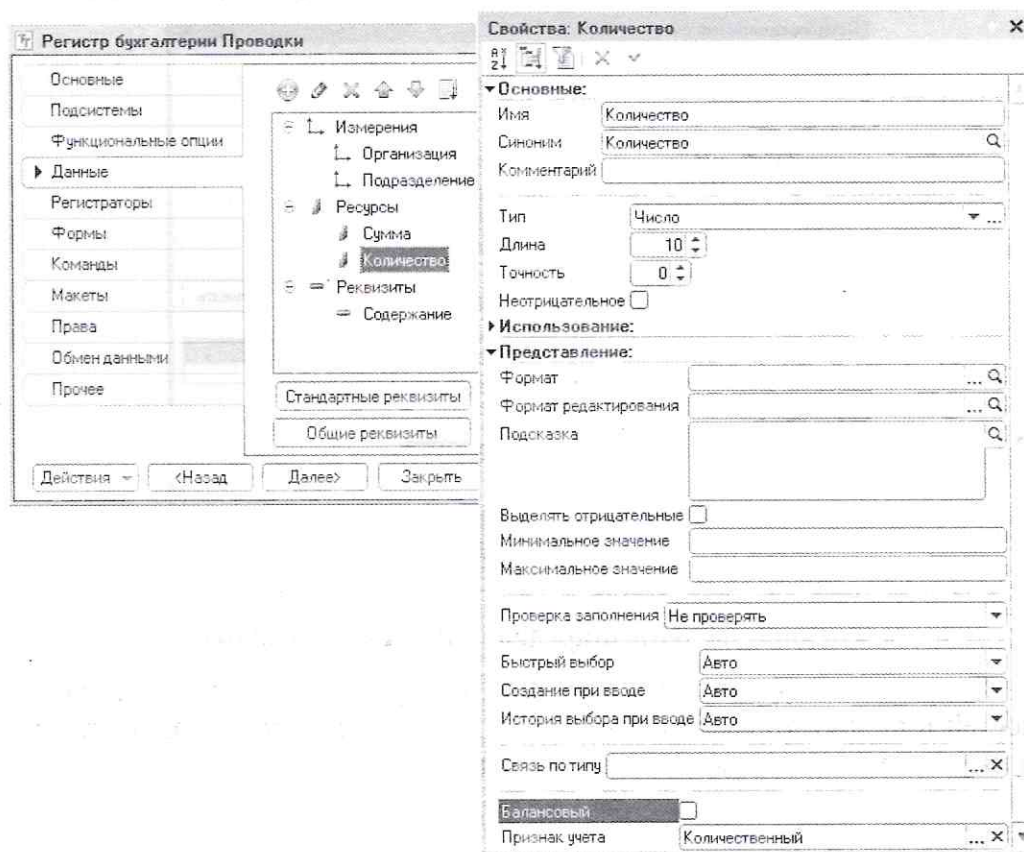 Регистр бухгалтерии Проводки
Основные
Подсистемы
Функциональные опции
Данные
Регистраторы
Формы
Команды
Макеты
Права
Обмен данными
Прочее
Измерения
Организация
Подразделение
Ресурсы
Сумма
Количество
Реквизиты
Содержание
Стандартные реквизиты
Общие реквизиты
Действия <Назад Далее> Закрыть
Свойства: Количество
Основные:
Имя Количество
Синоним Количество
Комментарий
Тип Число ...
Длина 10
Точность 0
Неотрицательное
Использование:
Представление:
Формат ...
Формат редактирования ...
Подсказка
Выделять отрицательные
Минимальное значение
Максимальное значение
Проверка заполнения Не проверять
Быстрый выбор Авто
Создание при вводе Авто
История выбора при вводе Авто
Связь по типу ...
Балансовый
Признак учета Количественный ...